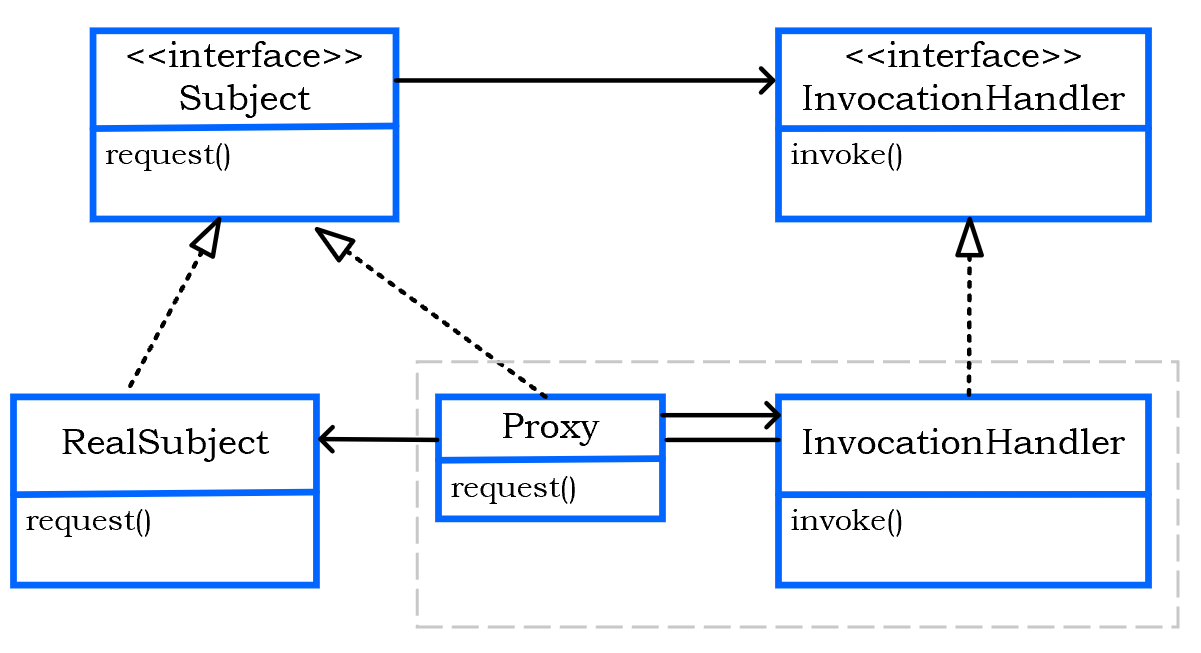 <<interface>>
Subject
request()
<<interface>>
InvocationHandler
invoke()
RealSubject
request()
Proxy
request()
InvocationHandler
invoke()